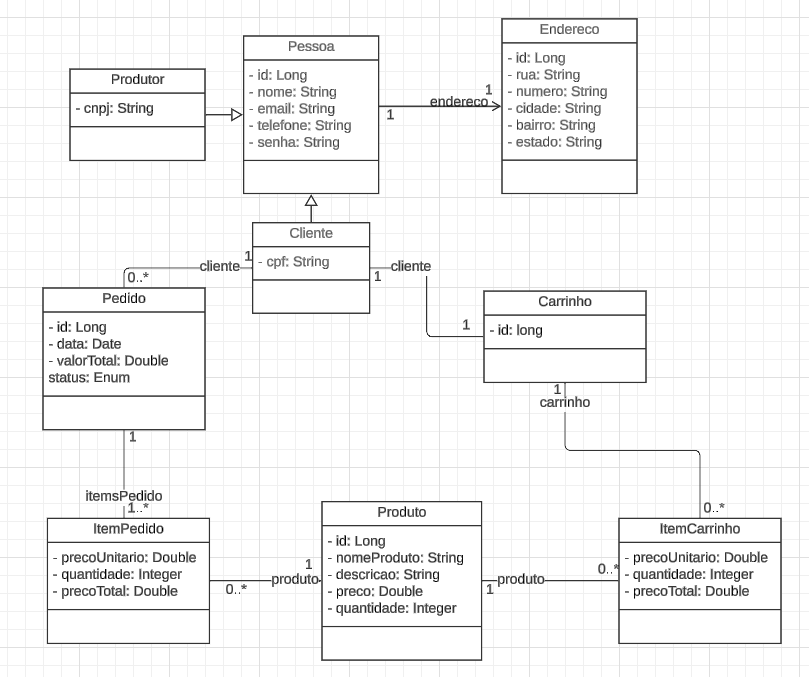 Produtor
- cnpj: String
Pessoa
- id: Long
- nome: String
- email: String
- telefone: String
- senha: String
1
endereco
1
Endereco
- id: Long
- rua: String
- numero: String
- cidade: String
- bairro: String
- estado: String
Cliente
- cpf: String
1
cliente
0..*
1
cliente
1
Pedido
- id: Long
- data: Date
- valorTotal: Double
status: Enum
Carrinho
- id: long
1
carrinho
0..*
1
itemsPedido
1..*
ItemPedido
- precoUnitario: Double
- quantidade: Integer
- precoTotal: Double
0..*
produto
1
Produto
- id: Long
- nomeProduto: String
- descricao: String
- preco: Double
- quantidade: Integer
1
produto
0..*
ItemCarrinho
- precoUnitario: Double
- quantidade: Integer
- precoTotal: Double